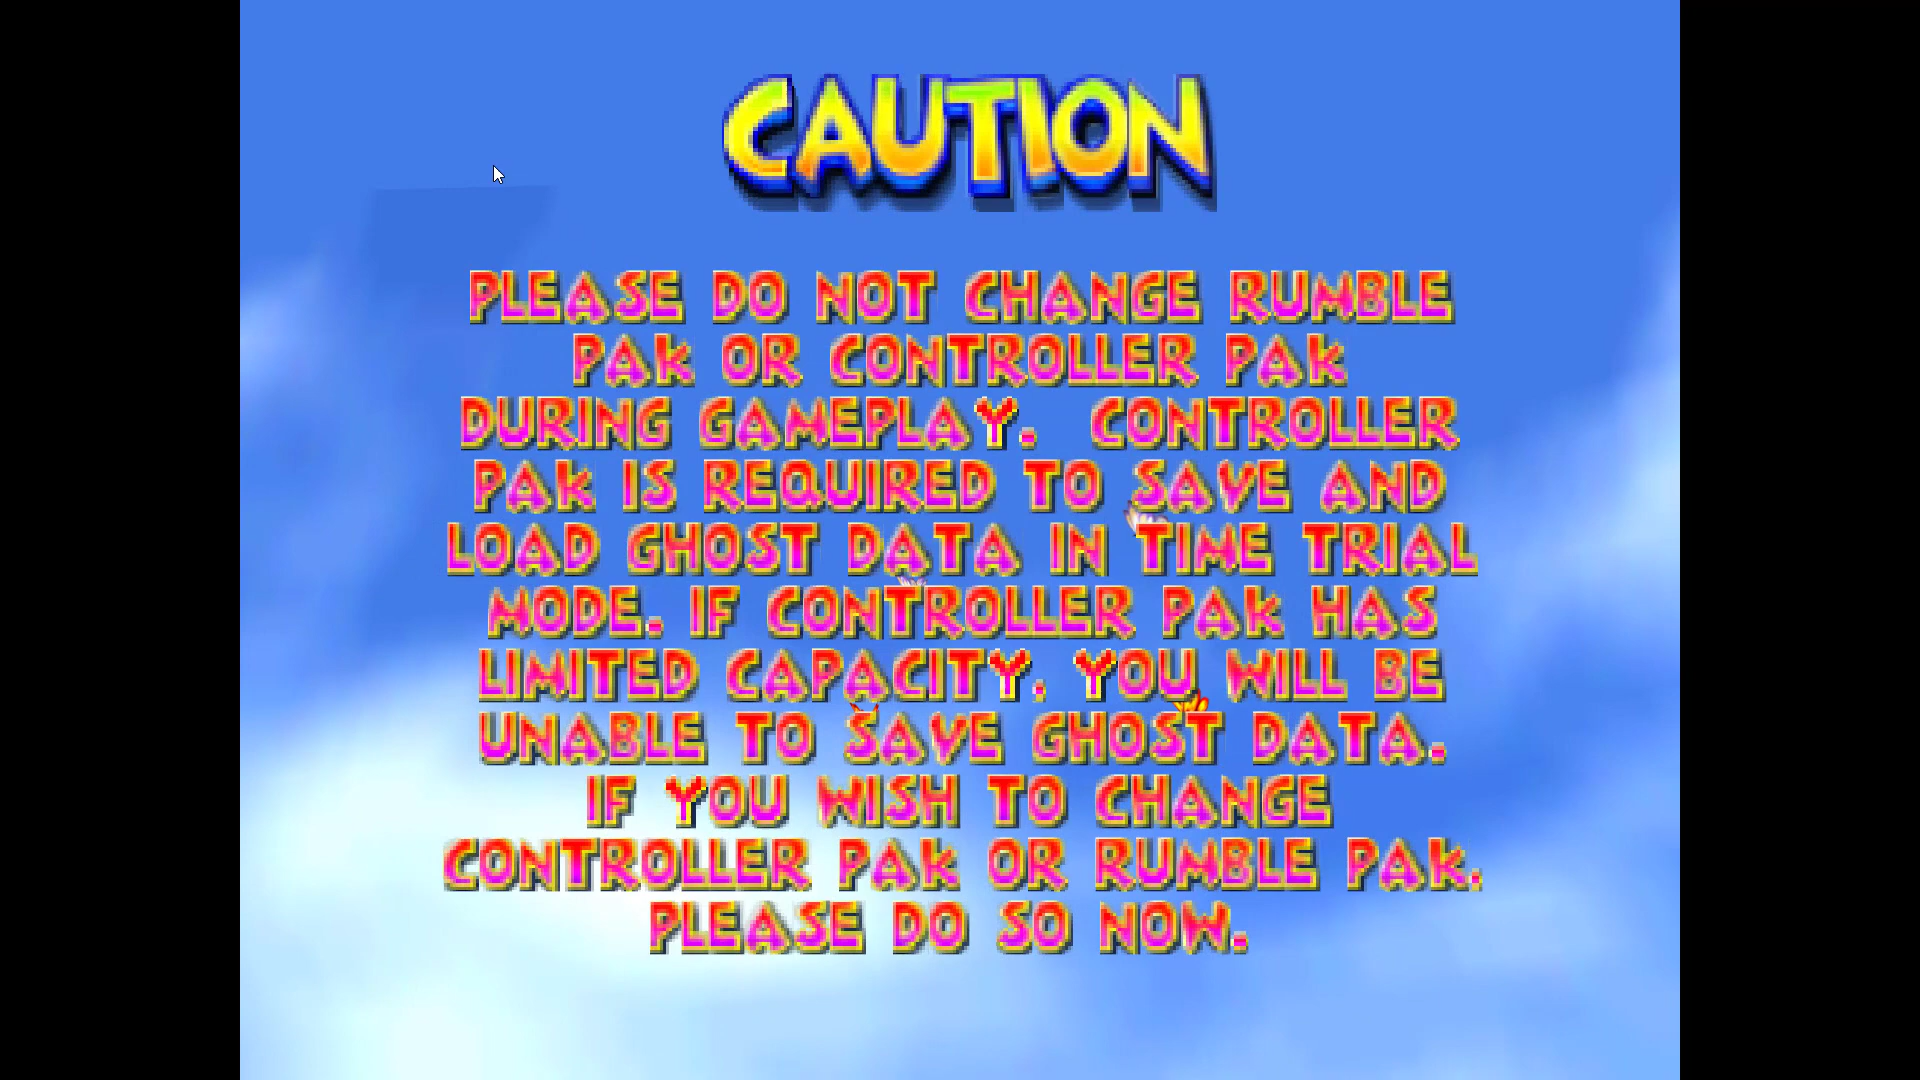 CAUTION
PLEASE DO NOT CHANGE RUMBLE
PAK OR CONTROLLER PAK
DURING GAMEPLAY. CONTROLLER
PAK IS REQUIRED TO SAVE AND
LOAD GHOST DATA IN TIME TRIAL
MODE. IF CONTROLLER PAK HAS
LIMITED CAPACITY. YOU WILL BE
UNABLE TO SAVE GHOST DATA.
IF YOU WISH TO CHANGE
CONTROLLER PAK OR RUMBLE PAK.
PLEASE DO SO NOW.